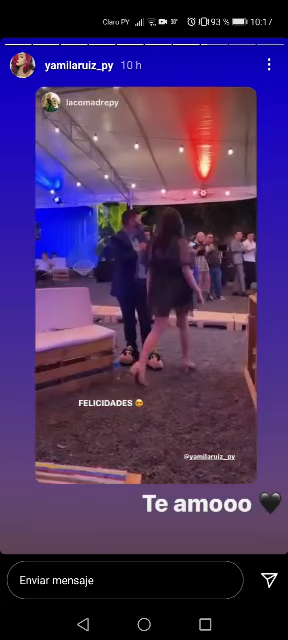 Claro PY 93 % 10:17
yamilaruiz_py 10 h
lacomadrepy
FELICIDADES
@yamilaruiz_py
Te amooo
Enviar mensaje